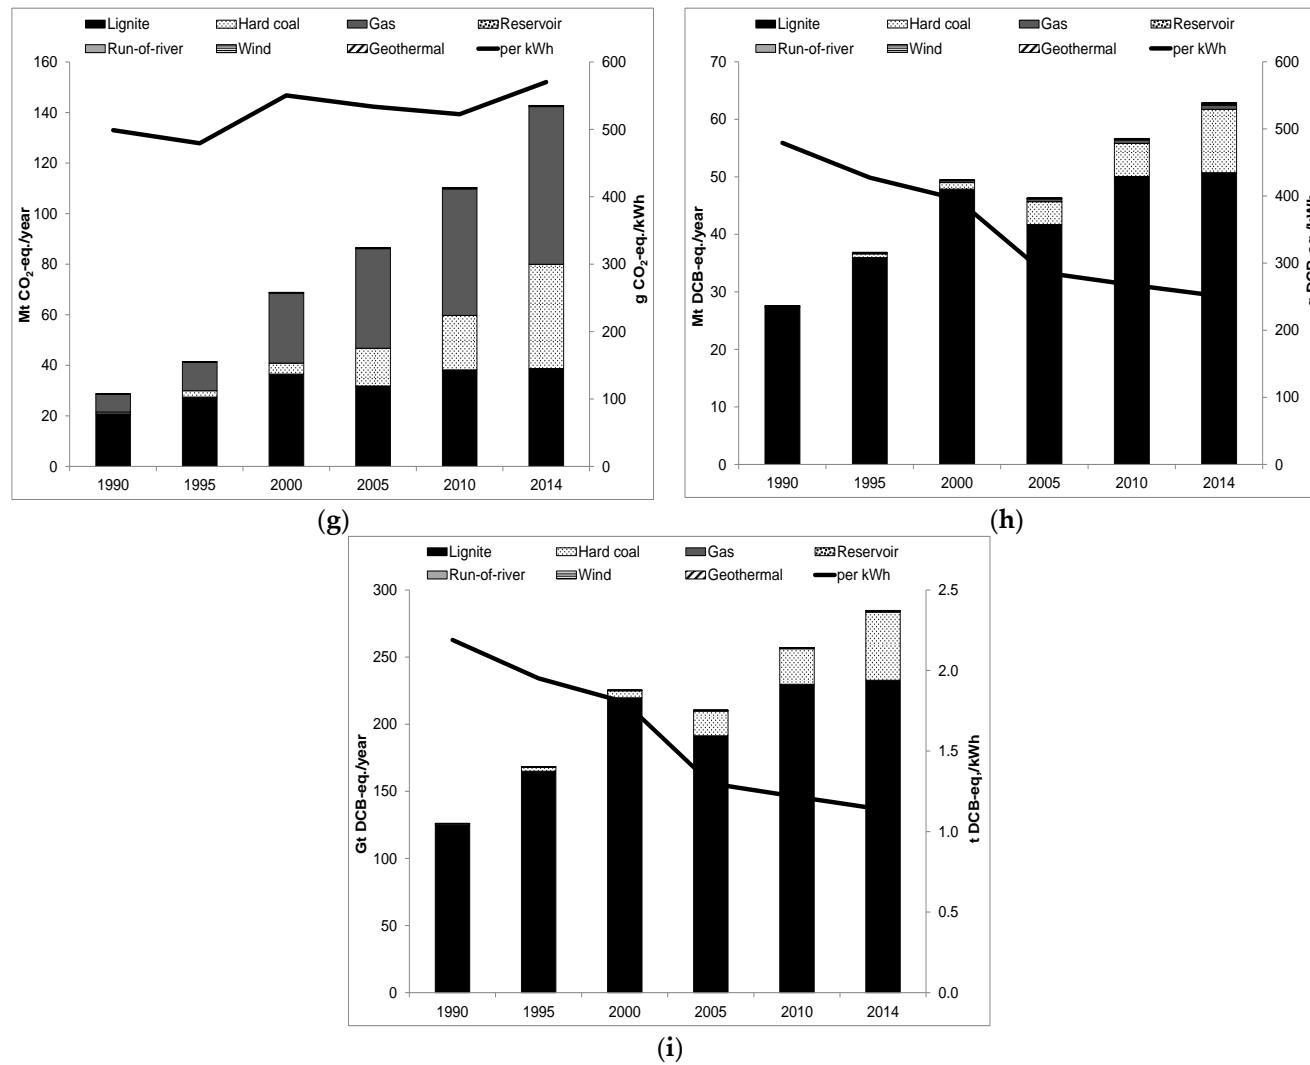 Lignite Hard coal Gas Reservoir
Run-of-river Wind Geothermal per kWh
160 600
140
500
120
400
100
80 300
60
200
40
100
20
0 0
1990 1995 2000 2005 2010 2014
Mt CO2-eq./year
g CO2-eq./kWh
(g)
Lignite Hard coal Gas Reservoir
Run-of-river Wind Geothermal per kWh
70 600
60
500
50
400
40
300
30
200
20
10 100
0 0
1990 1995 2000 2005 2010 2014
Mt DCB-eq./year
(h)
Lignite Hard coal Gas Reservoir
Run-of-river Wind Geothermal per kWh
300 2.5
250
2.0
200
1.5
150
1.0
100
0.5
50
0 0.0
1990 1995 2000 2005 2010 2014
Gt DCB-eq./year
t DCB-eq,/kWh
(i)